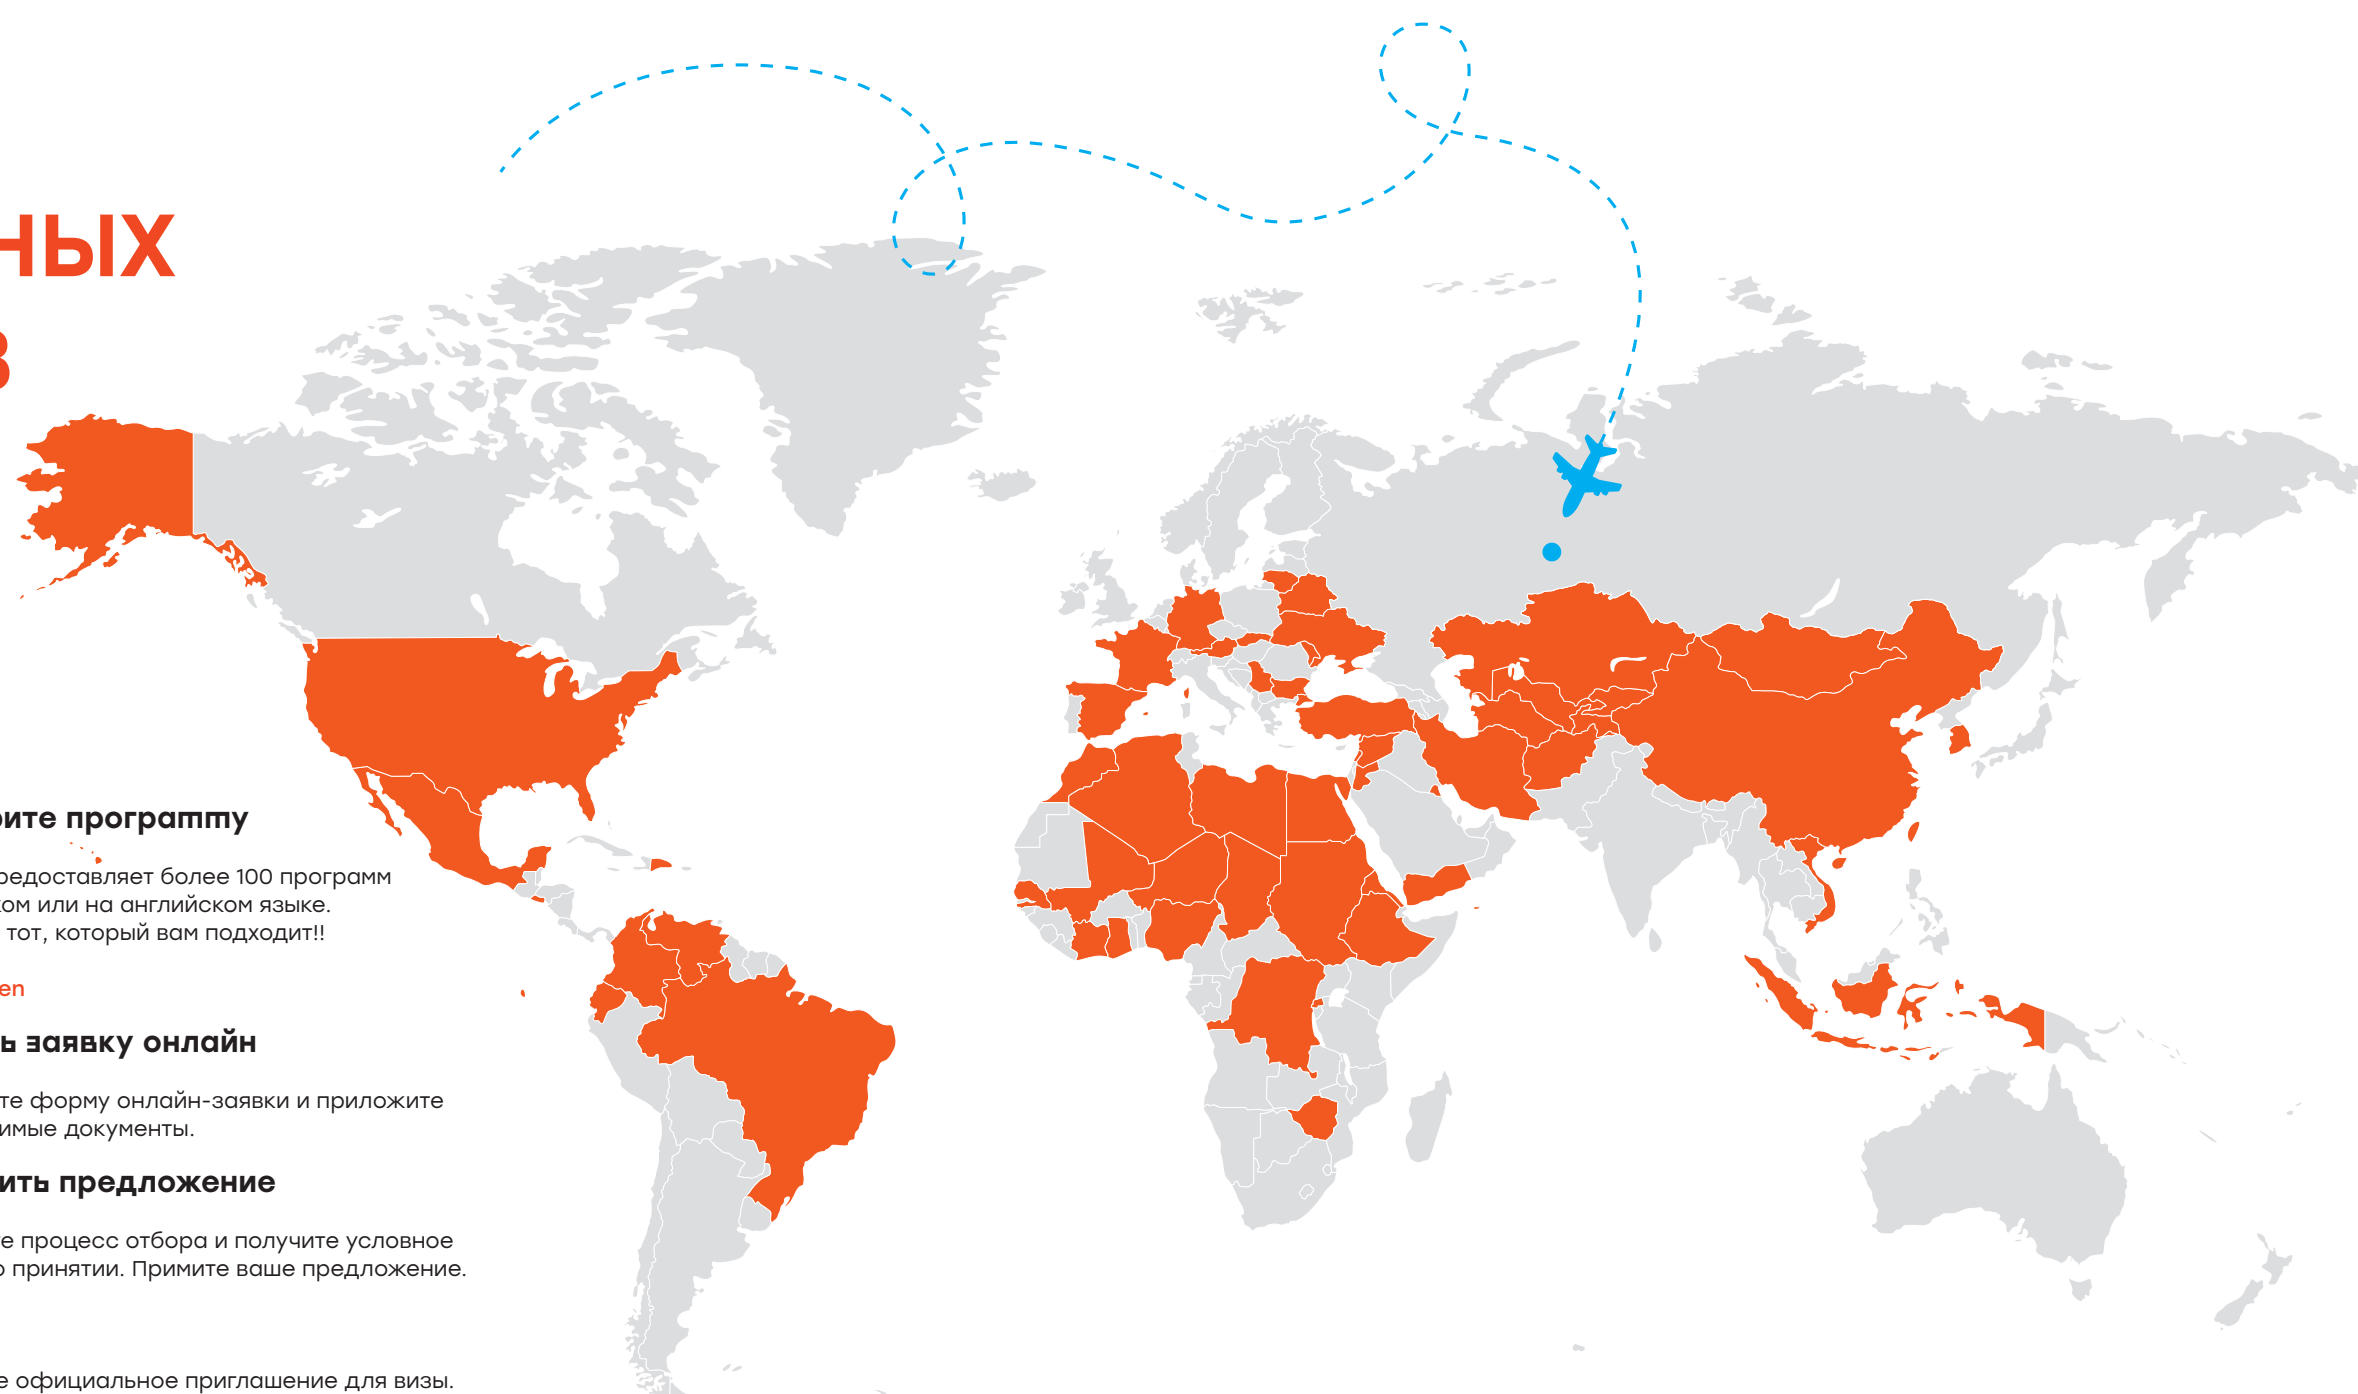 НЫХ
В
рите программу
редоставляет более 100 программ
ком или на английском языке.
тот, который вам подходит!!
en
ь заявку онлайн
те форму онлайн-заявки и приложите
имые документы.
ить предложение
е процесс отбора и получите условное
о принятии. Примите ваше предложение.
е официальное приглашение для визы.